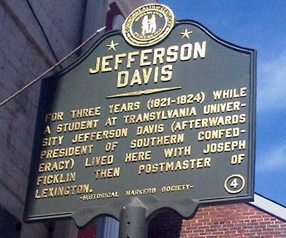 JEFFERSON
DAVIS
FOR THREE YEARS (1821-1824) WHILE
A STUDENT AT TRANSYLVANIA UNIVER-
SITY JEFFERSON DAVIS (AFTERWARDS
PRESIDENT OF SOUTHERN CONFED-
ERACY) LIVED HERE WITH JOSEPH
FICKLIN THEN POSTMASTER OF
LEXINGTON.
-HISTORICAL MARKERS SOCIETY-
4